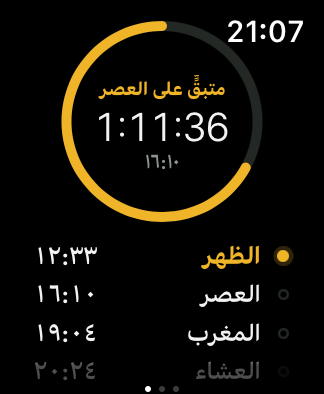 21:07
متبقٍّ على العصر
1:11:36
١٦:١٠
الظهر ١٢:٣٣
العصر ١٦:١٠
المغرب ١٩:٠٤
العشاء ٢٠:٢٤